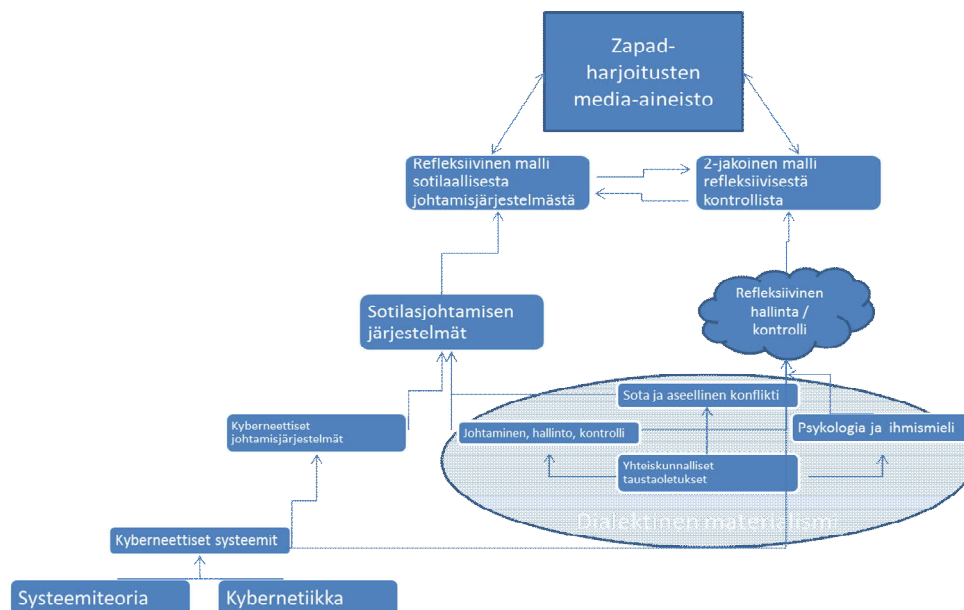 Zapad-
harjoitusten
media-aineisto
Refleksiivinen malli
sotilaallisesta
johtamisjärjestelmästä
2-jakoinen malli
refleksiivisestä
kontrollista
Refleksiivinen
hallinta /
kontrolli
Sotilasjohtamisen
järjestelmät
Sota ja aseellinen konflikti
Kyberneettiset
johtamisjärjestelmät
Johtaminen, hallinto, kontrolli
Psykologia ja ihmismieli
Yhteiskunnalliset
taustaoletukset
Dialektinen materialismi
Kyberneettiset systeemit
Systeemiteoria
Kybernetiikka